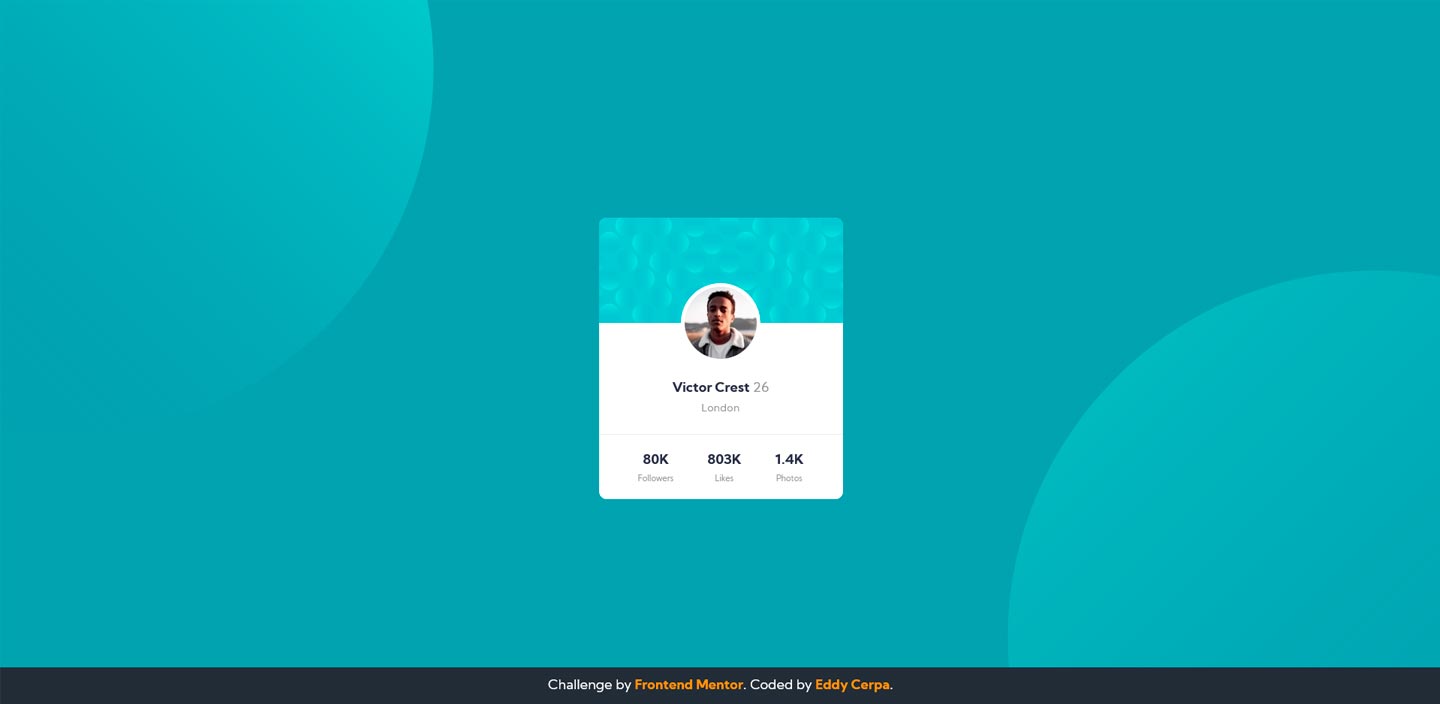 Victor Crest 26
London
80K 803K 1.4K
Followers Likes Photos
Challenge by Frontend Mentor. Coded by Eddy Cerpa.